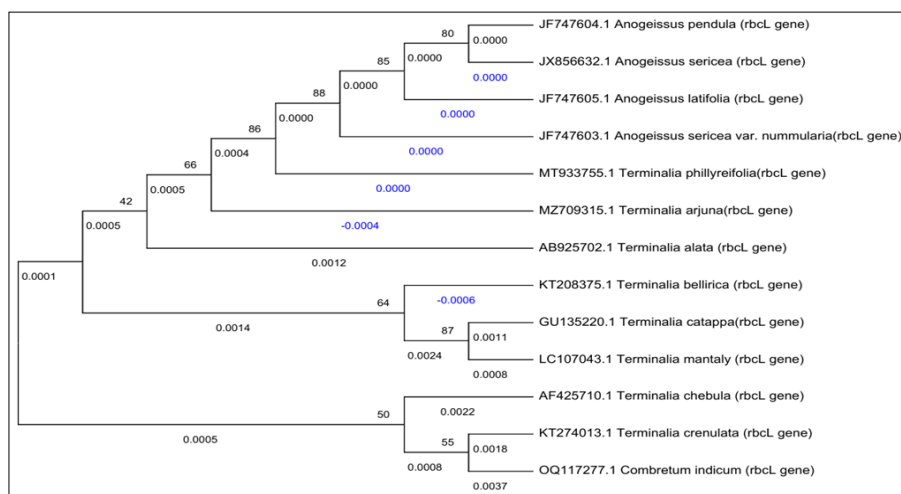 80 JF747604.1 Anogeissus pendula (rbcL gene)
0.0000
85 0.0000 JX856632.1 Anogeissus sericea (rbcL gene)
0.0000
88 0.0000 JF747605.1 Anogeissus latifolia (rbcL gene)
0.0000
86 0.0000 JF747603.1 Anogeissus sericea var. nummularia(rbcL gene)
0.0000
66 0.0004 MT933755.1 Terminalia phillyreifolia(rbcL gene)
0.0005 0.0000
42 MZ709315.1 Terminalia arjuna(rbcL gene)
0.0005 -0.0004
AB925702.1 Terminalia alata (rbcL gene)
0.0001 0.0012
KT208375.1 Terminalia bellirica (rbcL gene)
64 -0.0006
0.0014 GU135220.1 Terminalia catappa(rbcL gene)
87 0.0011
0.0024 LC107043.1 Terminalia mantaly (rbcL gene)
0.0008
AF425710.1 Terminalia chebula (rbcL gene)
50 0.0022
0.0005 KT274013.1 Terminalia crenulata (rbcL gene)
55 0.0018
0.0008 OQ117277.1 Combretum indicum (rbcL gene)
0.0037